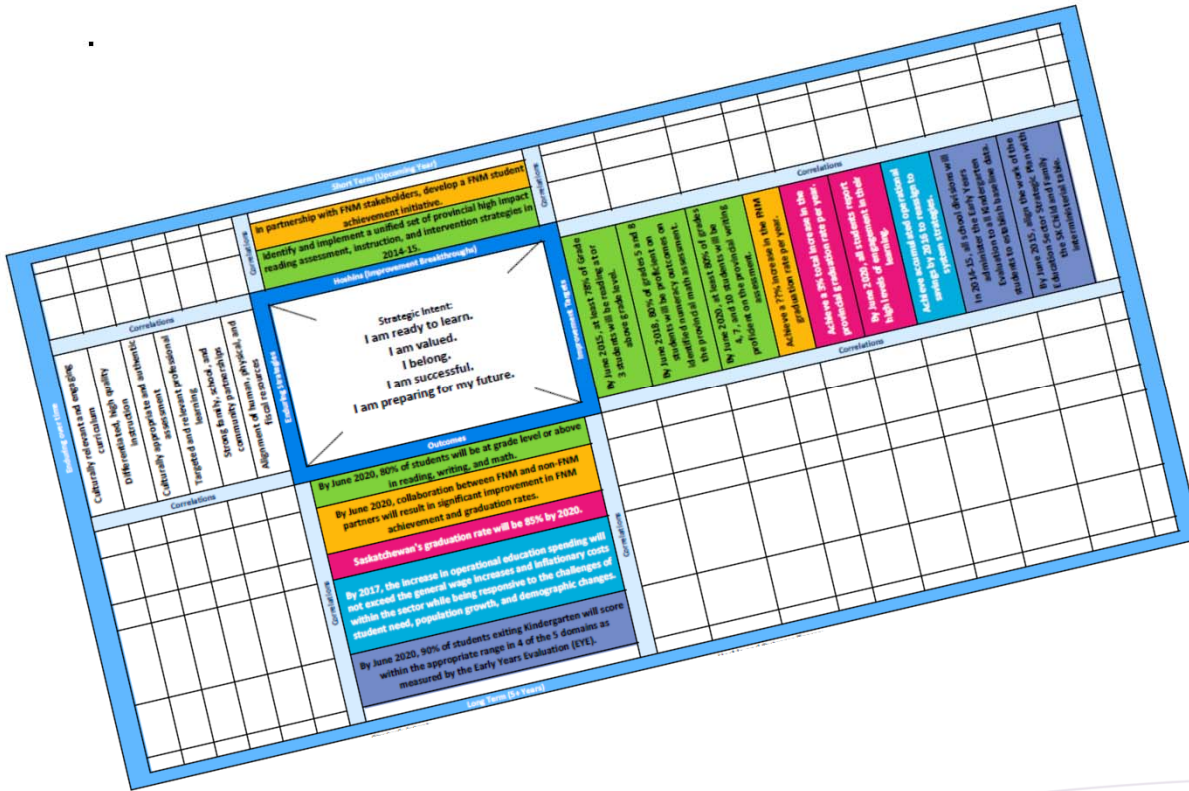 .
Short Term (Upcoming Year)
Correlations
In partnership with FNM stakeholders, develop a FNM student
achievement initiative.
Identify and implement a unified set of provincial high impact
reading assessment, instruction, and intervention strategies in
2014-15.
Correlations
Hoshins (Improvement Breakthroughs)
Correlations
Enduring over time
Culturally relevant and engaging
curriculum
Differentiated, high quality
instruction
Culturally appropriate and authentic
assessment
Targeted and relevant professional
learning
Strong family, school, and
community partnerships
Alignment of human, physical and
fiscal resources
Enduring Strategies
Strategic Intent:
I am ready to learn.
I am valued.
I belong.
I am successful.
I am preparing for my future.
Improvement Targets
By June 2015, at least 78% of Grade
3 students will be reading at or
above grade level.
By June 2018, 80% of grades 5 and 8
students will be proficient on
identified numeracy outcomes on
the provincial math assessment.
By June 2020, at least 80% of grades
4, 7, and 10 students will be
proficient on the provincial writing
assessment.
Achieve a ??% increase in the FNM
graduation rate per year.
Achieve a 3% total increase in the
provincial graduation rate per year.
By June 2020, all students report
high levels of engagement in their
learning.
Achieve accumulated operational
savings by 2016 to reassign to
system strategies.
In 2014-15, all school divisions will
administer the Early Years
Evaluation to all Kindergarten
students to establish baseline data.
By June 2015, align the work of the
Education Sector Strategic Plan with
the SK Child and Family
interministerial table.
Correlations
Correlations
Correlations
Outcomes
By June 2020, 80% of students will be at grade level or above
in reading, writing, and math.
By June 2020, collaboration between FNM and non-FNM
partners will result in significant improvement in FNM
achievement and graduation rates.
Saskatchewan's graduation rate will be 85% by 2020.
By 2017, the increase in operational education spending will
not exceed the general wage increases and inflationary costs
within the sector while being responsive to the challenges of
student need, population growth, and demographic changes.
By June 2020, 90% of students exiting Kindergarten will score
within the appropriate range in 4 of the 5 domains as
measured by the Early Years Evaluation (EYE).
Correlations
Correlations
Long Term (5+ Years)